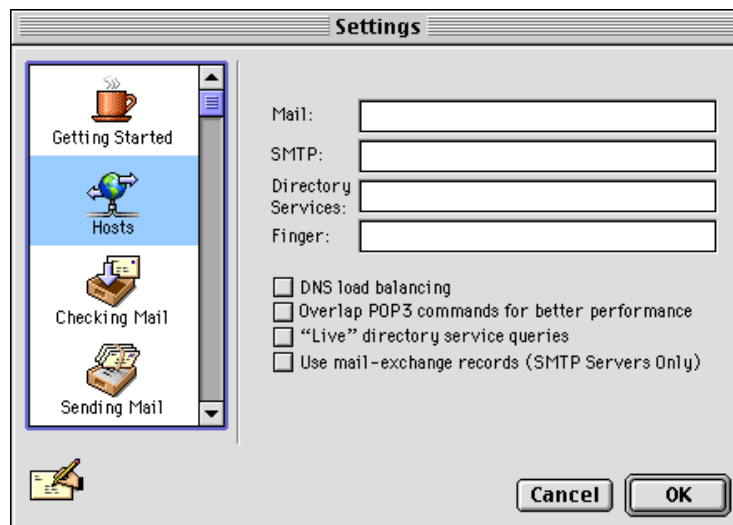 Settings
Getting Started
Hosts
Checking Mail
Sending Mail
Mail:
SMTP:
Directory
Services:
Finger:
DNS load balancing
Overlap POP3 commands for better performance
“Live” directory service queries
Use mail-exchange records (SMTP Servers Only)
Cancel
OK